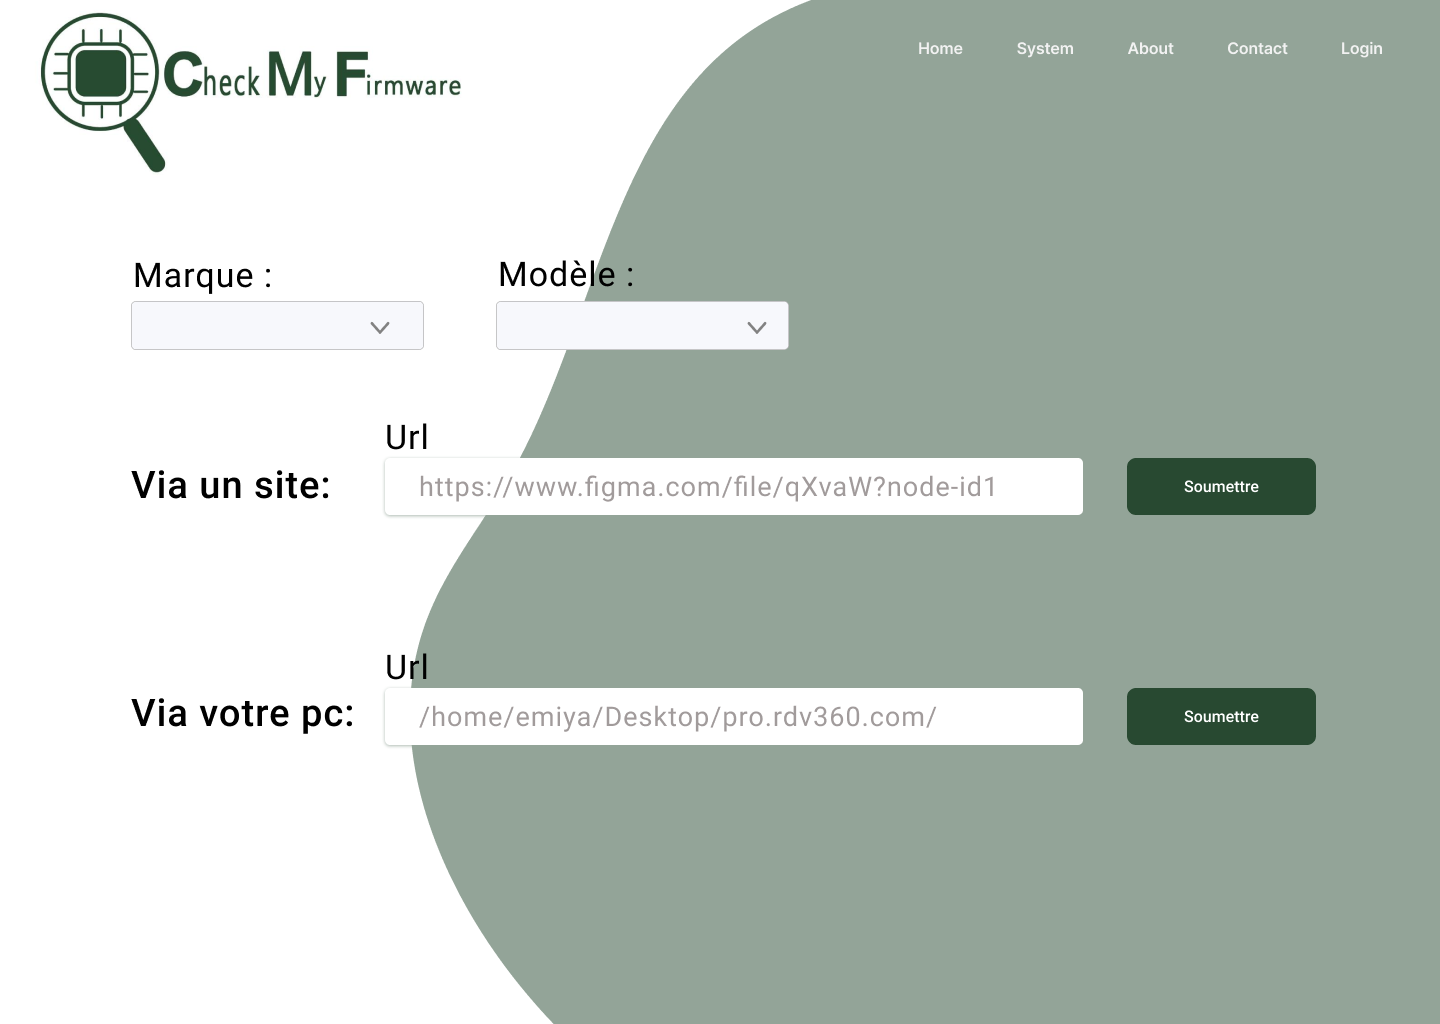 Check My Firmware
Home System About Contact Login
Marque : Modèle :
Url
Via un site: https://www.figma.com/file/qXvaW?node-id1 Soumettre
Url
Via votre pc: /home/emiya/Desktop/pro.rdv360.com/ Soumettre